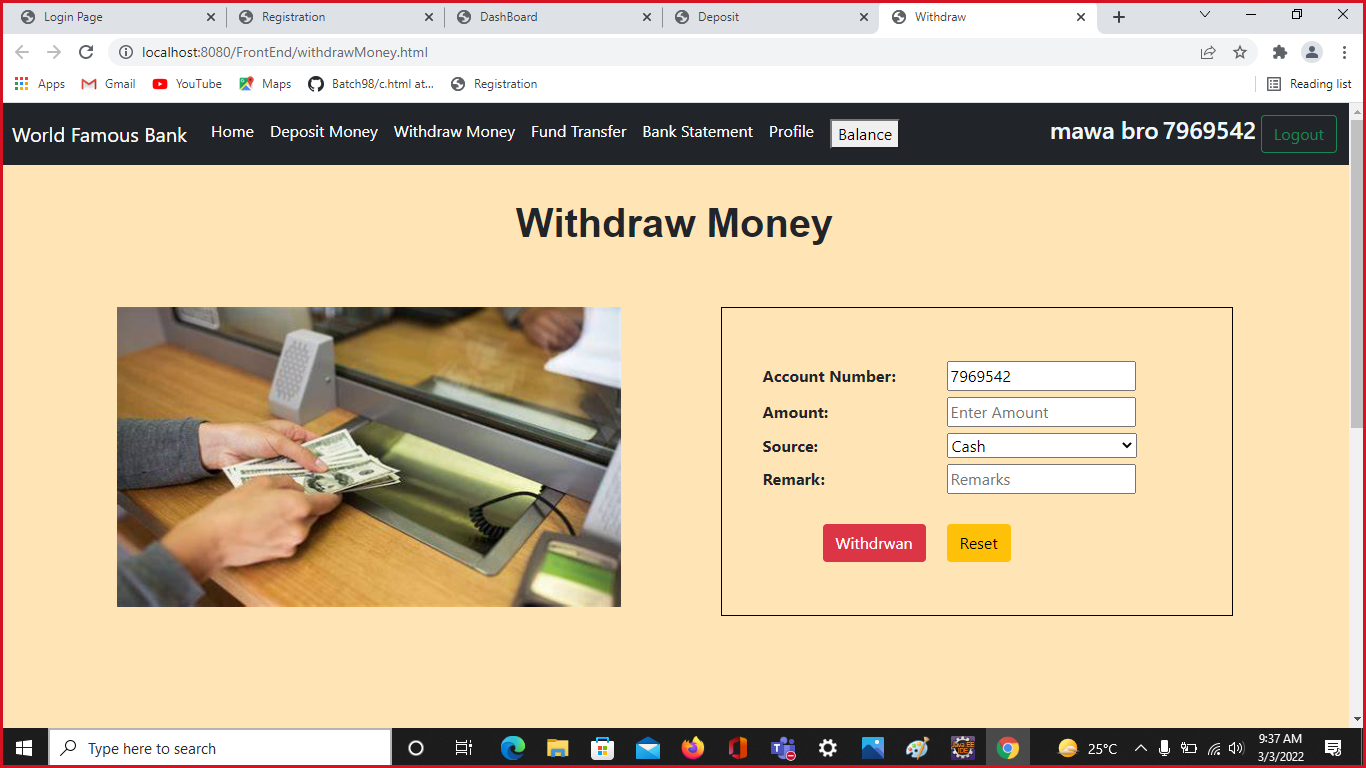 Login Page
Registration
DashBoard
Deposit
Withdraw
localhost:8080/FrontEnd/withdrawMoney.html
Apps
Gmail
YouTube
Maps
Batch98/c.html at...
Registration
Reading list
World Famous Bank
Home
Deposit Money
Withdraw Money
Fund Transfer
Bank Statement
Profile
Balance
mawa bro 7969542
Logout
Withdraw Money
Account Number:
7969542
Amount:
Enter Amount
Source:
Cash
Remark:
Remarks
Withdrwan
Reset
Type here to search
25°C
9:37 AM
3/3/2022